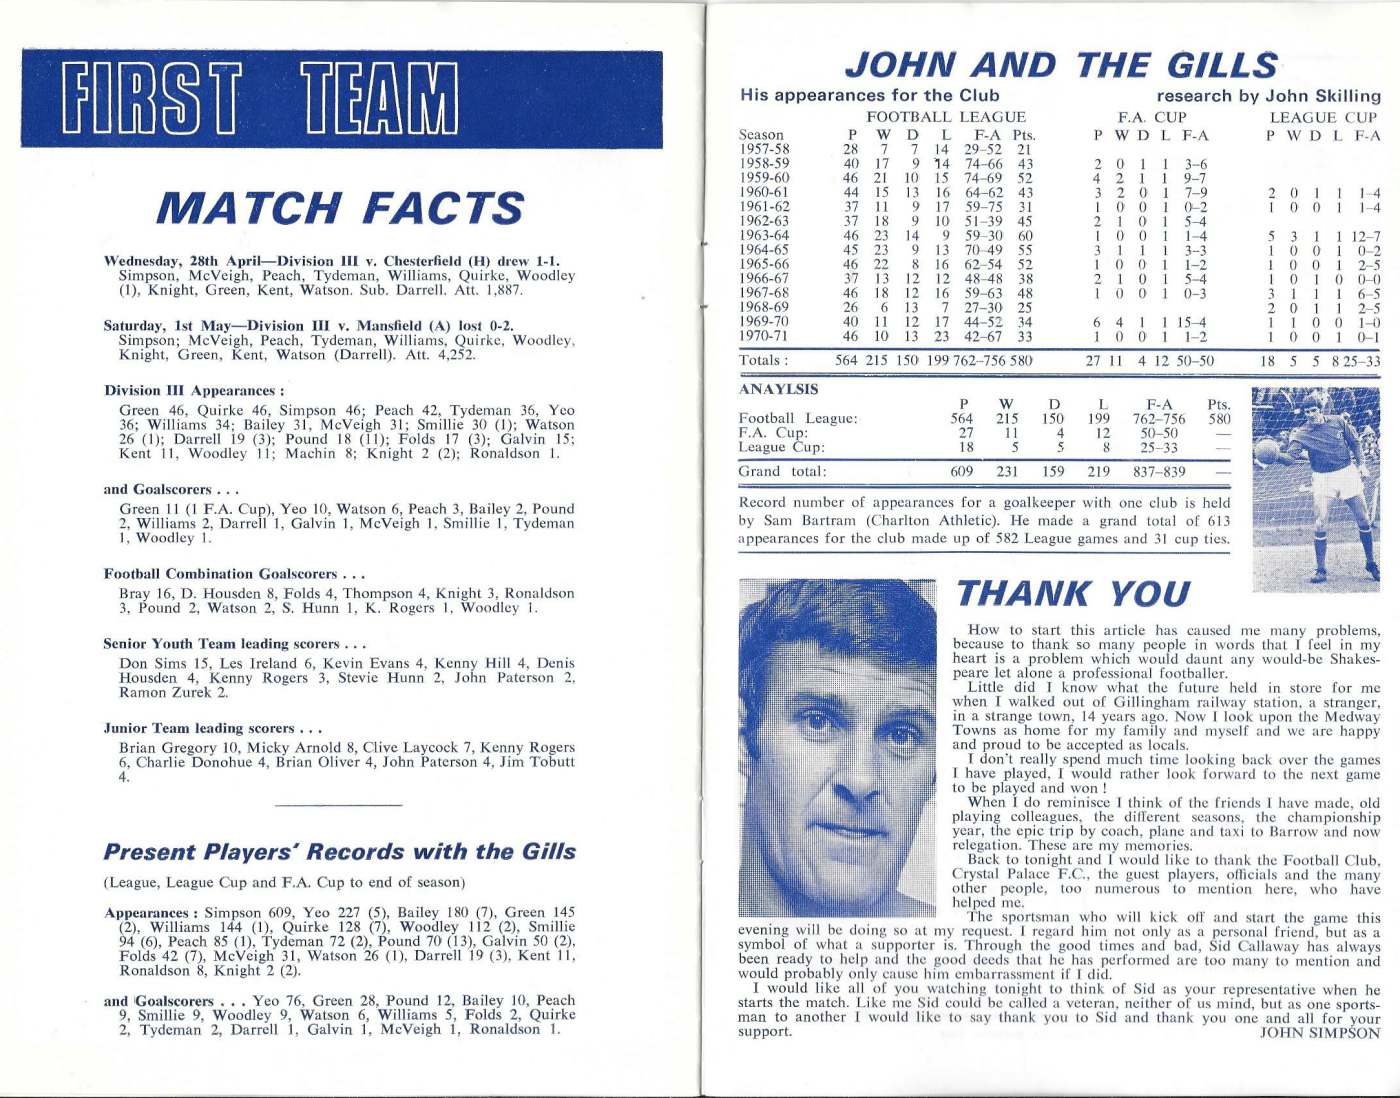 FIRST TEAM
MATCH FACTS
Wednesday, 28th April—Division III v. Chesterfield (H) drew 1-1.
Simpson, McVeigh, Peach, Tydeman, Williams, Quirke, Woodley
(1), Knight, Green, Kent, Watson. Sub. Darrell. Att. 1,887.
Saturday, 1st May—Division III v. Mansfield (A) lost 0-2.
Simpson; McVeigh, Peach, Tydeman, Williams, Quirke, Woodley,
Knight, Green, Kent, Watson (Darrell). Att. 4,252.
Division III Appearances :
Green 46, Quirke 46, Simpson 46; Peach 42, Tydeman 36, Yeo
36; Williams 34; Bailey 31, McVeigh 31; Smillie 30 (1); Watson
26 (1); Darrell 19 (3); Pound 18 (11); Folds 17 (3); Galvin 15;
Kent 11, Woodley 11; Machin 8; Knight 2 (2); Ronaldson 1.
and Goalscorers . . .
Green 11 (1 F.A. Cup), Yeo 10, Watson 6, Peach 3, Bailey 2, Pound
2, Williams 2, Darrell 1, Galvin 1, McVeigh 1, Smillie 1, Tydeman
1, Woodley 1.
Football Combination Goalscorers . . .
Bray 16, D. Housden 8, Folds 4, Thompson 4, Knight 3, Ronaldson
3, Pound 2, Watson 2, S. Hunn 1, K. Rogers 1, Woodley 1.
Senior Youth Team leading scorers . . .
Don Sims 15, Les Ireland 6, Kevin Evans 4, Kenny Hill 4, Denis
Housden 4, Kenny Rogers 3, Stevie Hunn 2, John Paterson 2,
Ramon Zurek 2.
Junior Team leading scorers . . .
Brian Gregory 10, Micky Arnold 8, Clive Laycock 7, Kenny Rogers
6, Charlie Donohue 4, Brian Oliver 4, John Paterson 4, Jim Tobutt
4.
Present Players' Records with the Gills
(League, League Cup and F.A. Cup to end of season)
Appearances : Simpson 609, Yeo 227 (5), Bailey 180 (7), Green 145
(2), Williams 144 (1), Quirke 128 (7), Woodley 112 (2), Smillie
94 (6), Peach 85 (1), Tydeman 72 (2), Pound 70 (13), Galvin 50 (2),
Folds 42 (7), McVeigh 31, Watson 26 (1), Darrell 19 (3), Kent 11,
Ronaldson 8, Knight 2 (2).
and Goalscorers . . . Yeo 76, Green 28, Pound 12, Bailey 10, Peach
9, Smillie 9, Woodley 9, Watson 6, Williams 5, Folds 2, Quirke
2, Tydeman 2, Darrell 1, Galvin 1, McVeigh 1, Ronaldson 1.
JOHN AND THE GILLS
His appearances for the Club research by John Skilling
FOOTBALL LEAGUE F.A. CUP LEAGUE CUP
Season P W D L F-A Pts. P W D L F-A P W D L F-A
1957-58 28 7 7 14 29–52 21
1958-59 40 17 9 14 74–66 43 2 0 1 1 3–6
1959-60 46 21 10 15 74–69 52 4 2 1 1 9–7
1960-61 44 15 13 16 64–62 43 3 2 0 1 7–9 2 0 1 1 1–4
1961-62 37 11 9 17 59–75 31 1 0 0 1 0–2 1 0 0 1 1–4
1962-63 37 18 9 10 51–39 45 2 1 0 1 5–4
1963-64 46 23 14 9 59–30 60 1 0 0 1 1–4 5 3 1 1 12–7
1964-65 45 23 9 13 70–49 55 3 1 1 1 3–3 1 0 0 1 0–2
1965-66 46 22 8 16 62–54 52 1 0 0 1 1–2 1 0 0 1 2–5
1966-67 37 13 12 12 48–48 38 2 1 0 1 5–4 1 0 1 0 0–0
1967-68 46 18 12 16 59–63 48 1 0 0 1 0–3 3 1 1 1 6–5
1968-69 26 6 13 7 27–30 25 2 0 1 1 2–5
1969-70 40 11 12 17 44–52 34 6 4 1 1 15–4 1 1 0 0 1–0
1970-71 46 10 13 23 42–67 33 1 0 0 1 1–2 1 0 0 1 0–1
Totals : 564 215 150 199 762–756 580 27 11 4 12 50–50 18 5 5 8 25–33
ANAYLSIS
P W D L F-A Pts.
Football League: 564 215 150 199 762–756 580
F.A. Cup: 27 11 4 12 50–50 —
League Cup: 18 5 5 8 25–33 —
Grand total: 609 231 159 219 837–839 —
Record number of appearances for a goalkeeper with one club is held
by Sam Bartram (Charlton Athletic). He made a grand total of 613
appearances for the club made up of 582 League games and 31 cup ties.
THANK YOU
How to start this article has caused me many problems,
because to thank so many people in words that I feel in my
heart is a problem which would daunt any would-be Shakes-
peare let alone a professional footballer.
Little did I know what the future held in store for me
when I walked out of Gillingham railway station, a stranger,
in a strange town, 14 years ago. Now I look upon the Medway
Towns as home for my family and myself and we are happy
and proud to be accepted as locals.
I don't really spend much time looking back over the games
I have played, I would rather look forward to the next game
to be played and won !
When I do reminisce I think of the friends I have made, old
playing colleagues, the different seasons, the championship
year, the epic trip by coach, plane and taxi to Barrow and now
relegation. These are my memories.
Back to tonight and I would like to thank the Football Club,
Crystal Palace F.C., the guest players, officials and the many
other people, too numerous to mention here, who have
helped me.
The sportsman who will kick off and start the game this
evening will be doing so at my request. I regard him not only as a personal friend, but as a
symbol of what a supporter is. Through the good times and bad, Sid Callaway has always
been ready to help and the good deeds that he has performed are too many to mention and
would probably only cause him embarrassment if I did.
I would like all of you watching tonight to think of Sid as your representative when he
starts the match. Like me Sid could be called a veteran, neither of us mind, but as one sports-
man to another I would like to say thank you to Sid and thank you one and all for your
support. JOHN SIMPSON